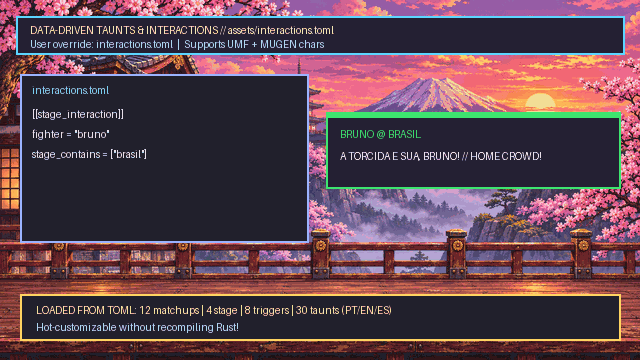 DATA-DRIVEN TAUNTS & INTERACTIONS // assets/interactions.toml
User override: interactions.toml | Supports UMF + MUGEN chars
interactions.toml
[[stage_interaction]]
fighter = "bruno"
stage_contains = ["brasil"]
BRUNO @ BRASIL
A TORCIDA E SUA, BRUNO! // HOME CROWD!
LOADED FROM TOML: 12 matchups | 4 stage | 8 triggers | 30 taunts (PT/EN/ES)
Hot-customizable without recompiling Rust!